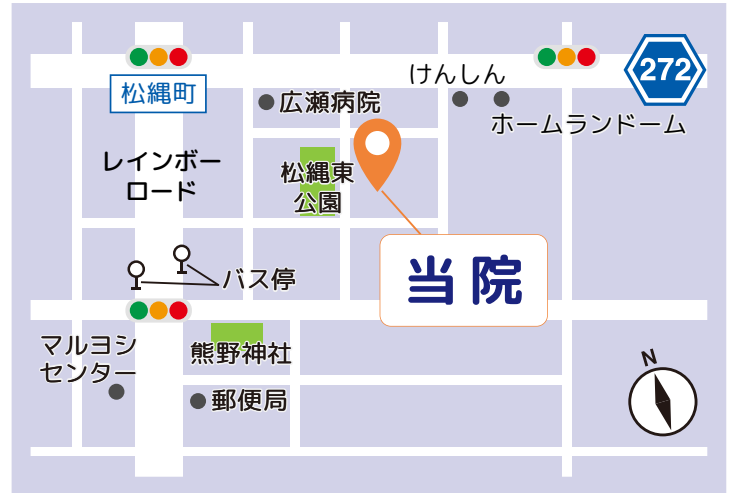 けんしん
272
松縄町
広瀬病院
ホームランドーム
レインボー
ロード
松縄東
公園
バス停
当院
マルヨシ
センター
熊野神社
郵便局
N